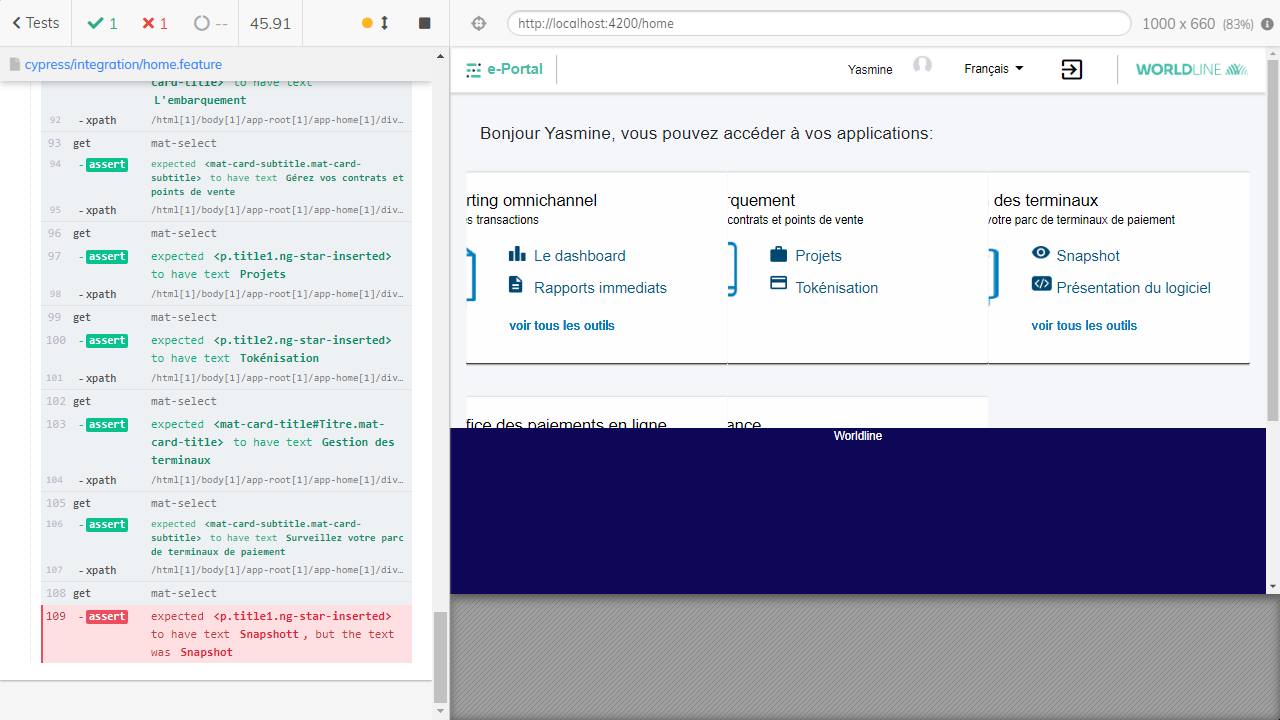 Tests
1
1
--
45.91
http://localhost:4200/home
1000 x 660 (83%)
cypress/integration/home.feature
card-title> to have text
L'embarquement
92 -xpath /html[1]/body[1]/app-root[1]/app-home[1]/div…
93 get mat-select
94 -assert expected <mat-card-subtitle.mat-card-
subtitle> to have text Gérez vos contrats et
points de vente
95 -xpath /html[1]/body[1]/app-root[1]/app-home[1]/div…
96 get mat-select
97 -assert expected <p.title1.ng-star-inserted>
to have text Projets
98 -xpath /html[1]/body[1]/app-root[1]/app-home[1]/div…
99 get mat-select
100 -assert expected <p.title2.ng-star-inserted>
to have text Tokénisation
101 -xpath /html[1]/body[1]/app-root[1]/app-home[1]/div…
102 get mat-select
103 -assert expected <mat-card-title#Titre.mat-
card-title> to have text Gestion des
terminaux
104 -xpath /html[1]/body[1]/app-root[1]/app-home[1]/div…
105 get mat-select
106 -assert expected <mat-card-subtitle.mat-card-
subtitle> to have text Surveillez votre parc
de terminaux de paiement
107 -xpath /html[1]/body[1]/app-root[1]/app-home[1]/div…
108 get mat-select
109 -assert expected <p.title1.ng-star-inserted>
to have text Snapshott, but the text
was Snapshot
e-Portal
Yasmine
Français
WORLDLINE
Bonjour Yasmine, vous pouvez accéder à vos applications:
rting omnichannel
s transactions
Le dashboard
Rapports immediats
voir tous les outils
rquement
contrats et points de vente
Projets
Tokénisation
des terminaux
votre parc de terminaux de paiement
Snapshot
Présentation du logiciel
voir tous les outils
fice des paiements en ligne
ance
Worldline